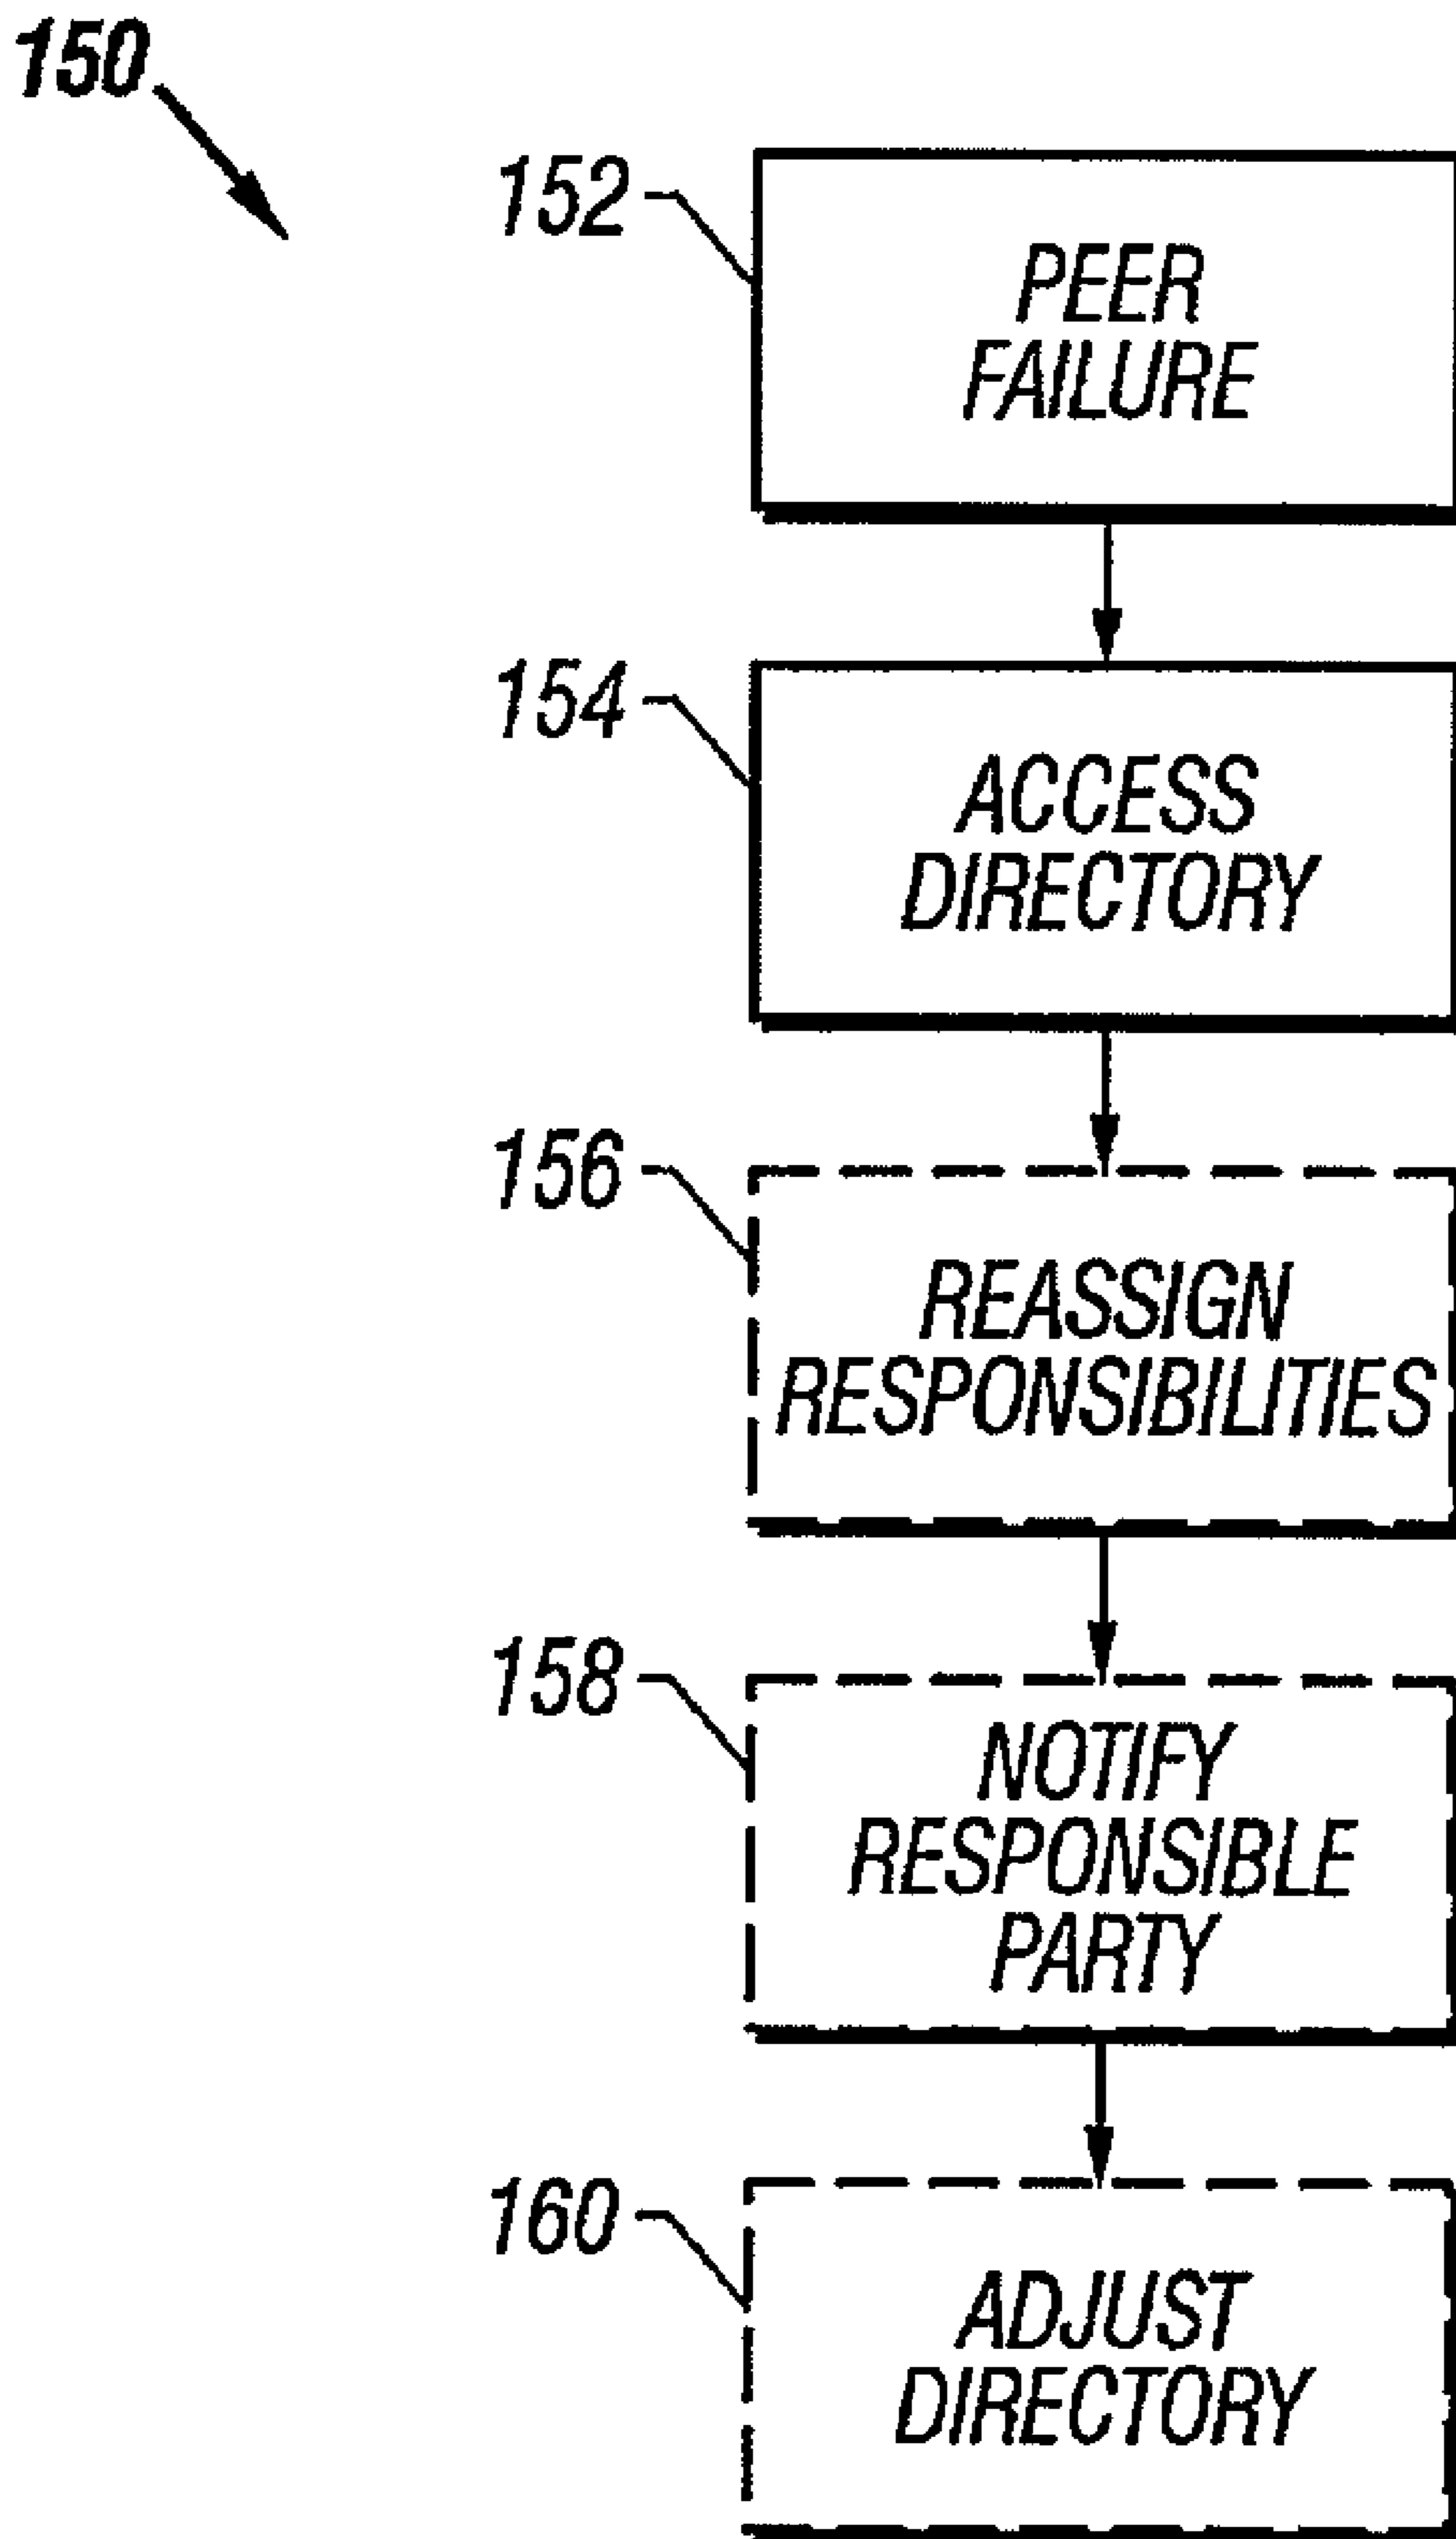 150
152
PEER
FAILURE
154
ACCESS
DIRECTORY
156
REASSIGN
RESPONSIBILITIES
158
NOTIFY
RESPONSIBLE
PARTY
160
ADJUST
DIRECTORY